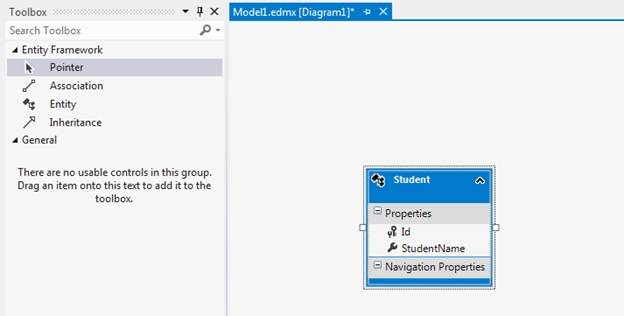 Toolbox
Search Toolbox
Entity Framework
Pointer
Association
Entity
Inheritance
General
There are no usable controls in this group.
Drag an item onto this text to add it to the
toolbox.
Model1.edmx [Diagram1]*
Student
Properties
Id
StudentName
Navigation Properties